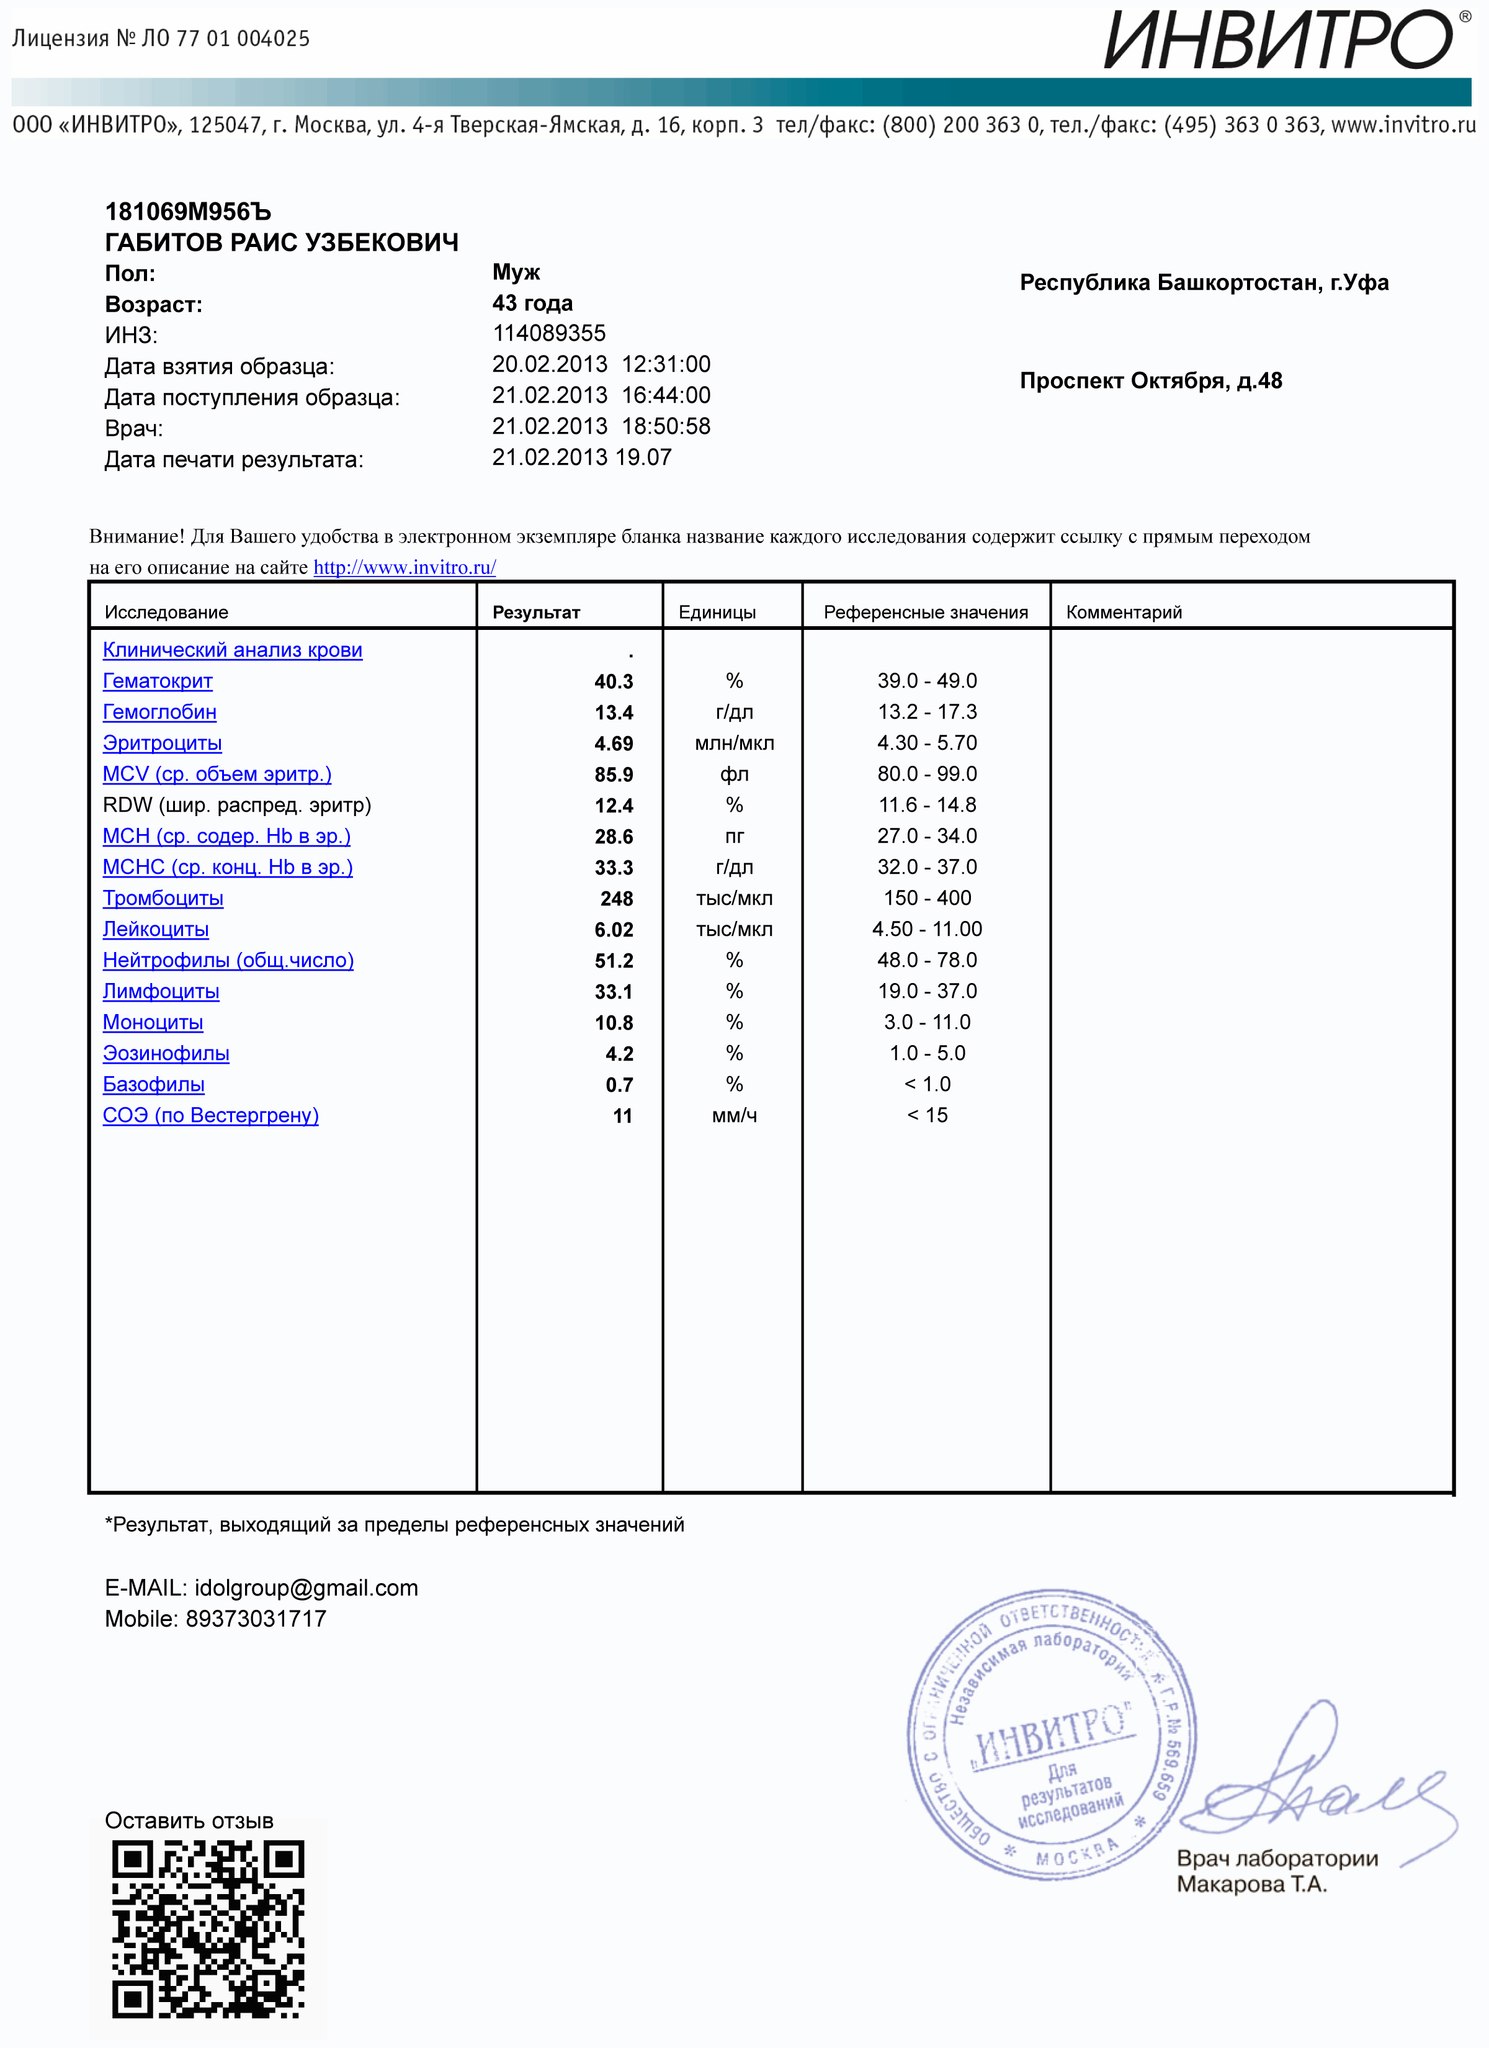 Лицензия № ЛО 77 01 004025
ИНВИТРО®
ООО «ИНВИТРО», 125047, г. Москва, ул. 4-я Тверская-Ямская, д. 16, корп. 3 тел/факс: (800) 200 363 0, тел./факс: (495) 363 0 363, www.invitro.ru
181069М956Ъ
ГАБИТОВ РАИС УЗБЕКОВИЧ
Пол: Муж
Республика Башкортостан, г.Уфа
Возраст: 43 года
ИНЗ: 114089355
Дата взятия образца: 20.02.2013 12:31:00
Проспект Октября, д.48
Дата поступления образца: 21.02.2013 16:44:00
Врач: 21.02.2013 18:50:58
Дата печати результата: 21.02.2013 19.07
Внимание! Для Вашего удобства в электронном экземпляре бланка название каждого исследования содержит ссылку с прямым переходом
на его описание на сайте http://www.invitro.ru/
Исследование Результат Единицы Референсные значения Комментарий
Клинический анализ крови .
Гематокрит 40.3 % 39.0 - 49.0
Гемоглобин 13.4 г/дл 13.2 - 17.3
Эритроциты 4.69 млн/мкл 4.30 - 5.70
MCV (ср. объем эритр.) 85.9 фл 80.0 - 99.0
RDW (шир. распред. эритр) 12.4 % 11.6 - 14.8
MCH (ср. содер. Hb в эр.) 28.6 пг 27.0 - 34.0
MCHC (ср. конц. Hb в эр.) 33.3 г/дл 32.0 - 37.0
Тромбоциты 248 тыс/мкл 150 - 400
Лейкоциты 6.02 тыс/мкл 4.50 - 11.00
Нейтрофилы (общ.число) 51.2 % 48.0 - 78.0
Лимфоциты 33.1 % 19.0 - 37.0
Моноциты 10.8 % 3.0 - 11.0
Эозинофилы 4.2 % 1.0 - 5.0
Базофилы 0.7 % < 1.0
СОЭ (по Вестергрену) 11 мм/ч < 15
*Результат, выходящий за пределы референсных значений
E-MAIL: idolgroup@gmail.com
Mobile: 89373031717
ОБЩЕСТВО С ОГРАНИЧЕННОЙ ОТВЕТСТВЕННОСТЬЮ * Г.Р.№ 569.659 * МОСКВА *
Независимая лаборатория
"ИНВИТРО"
Для
результатов
исследований
Врач лаборатории
Макарова Т.А.
Оставить отзыв